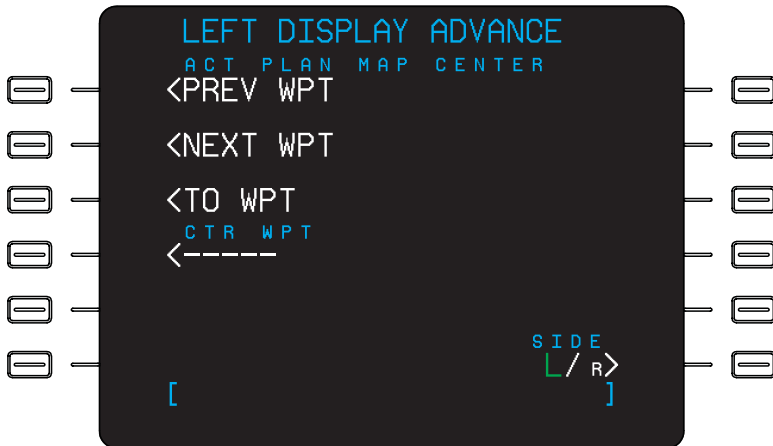 LEFT DISPLAY ADVANCE
ACT PLAN MAP CENTER
<PREV WPT
<NEXT WPT
<TO WPT
CTR WPT
<-----
SIDE
L/R>
[ ]